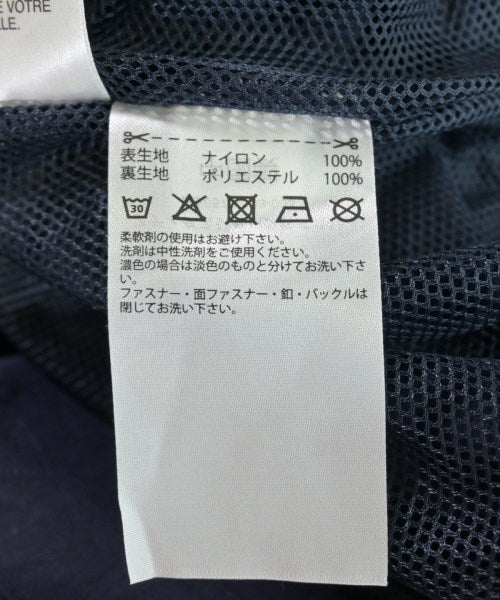 VOTRE
LLE.
表生地 ナイロン 100%
裏生地 ポリエステル 100%
30
柔軟剤の使用はお避け下さい。
洗剤は中性洗剤をご使用ください。
濃色の場合は淡色のものと分けてお洗い下さ
い。
ファスナー・面ファスナー・釦・バックルは
閉じてお洗い下さい。